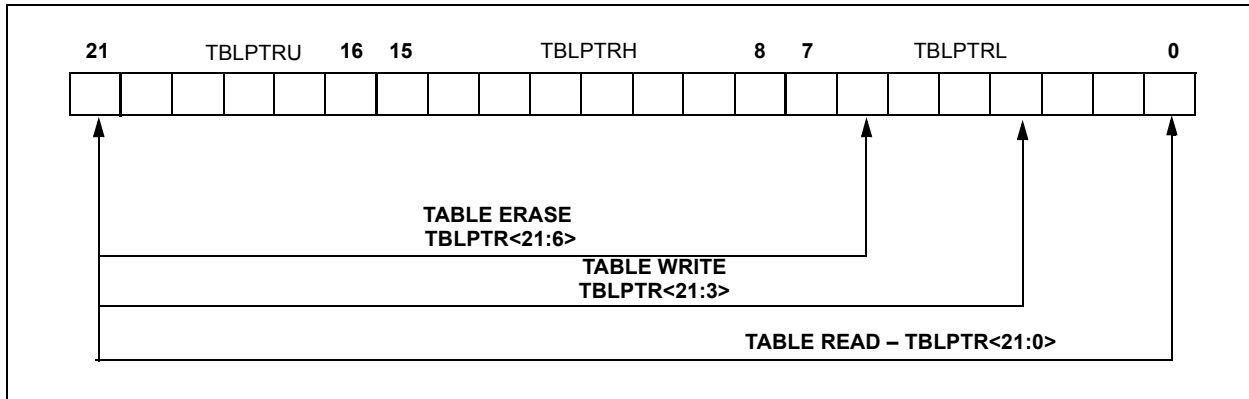 21 TBLPTRU 16 15 TBLPTRH 8 7 TBLPTRL 0
TABLE ERASE
TBLPTR<21:6>
TABLE WRITE
TBLPTR<21:3>
TABLE READ – TBLPTR<21:0>